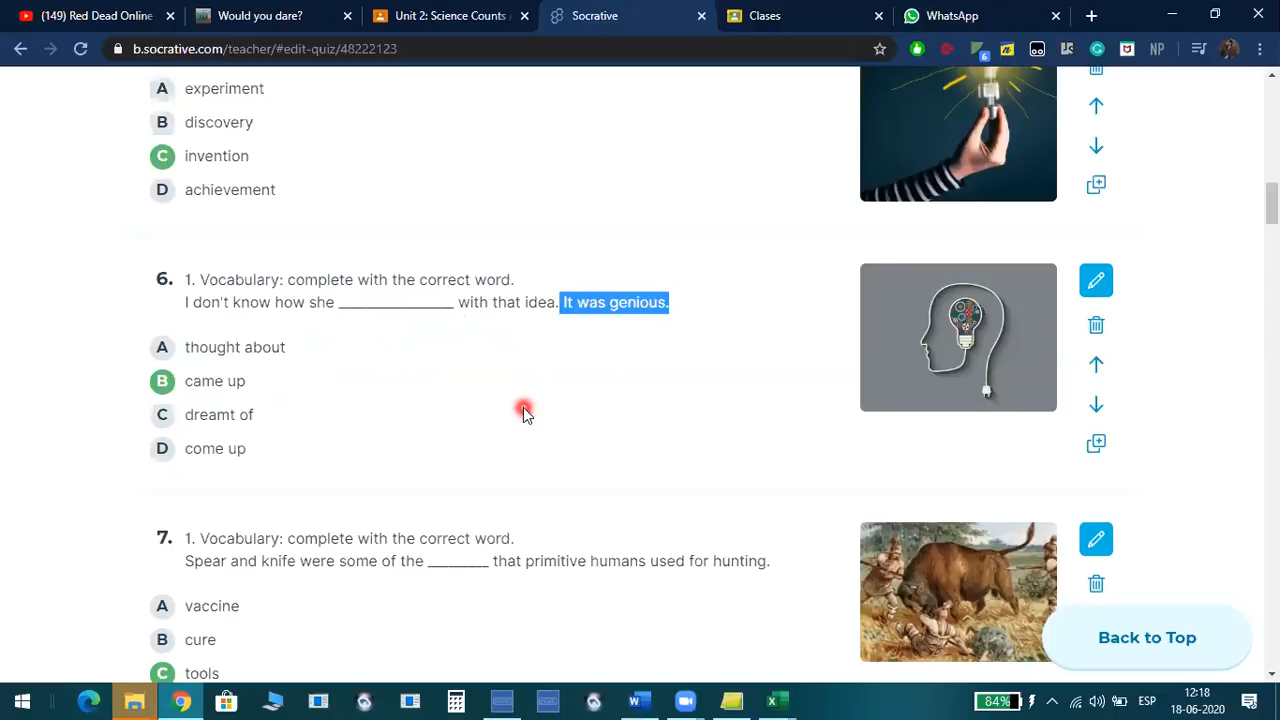 (149) Red Dead Online
Would you dare?
Unit 2: Science Counts
Socrative
Clases
WhatsApp
b.socrative.com/teacher/#edit-quiz/48222123
6
NP
A experiment
B discovery
C invention
D achievement
6. 1. Vocabulary: complete with the correct word.
I don't know how she ________________ with that idea. It was genious.
A thought about
B came up
C dreamt of
D come up
7. 1. Vocabulary: complete with the correct word.
Spear and knife were some of the ________ that primitive humans used for hunting.
A vaccine
B cure
C tools
Back to Top
84%
ESP
12:18
18-06-2020